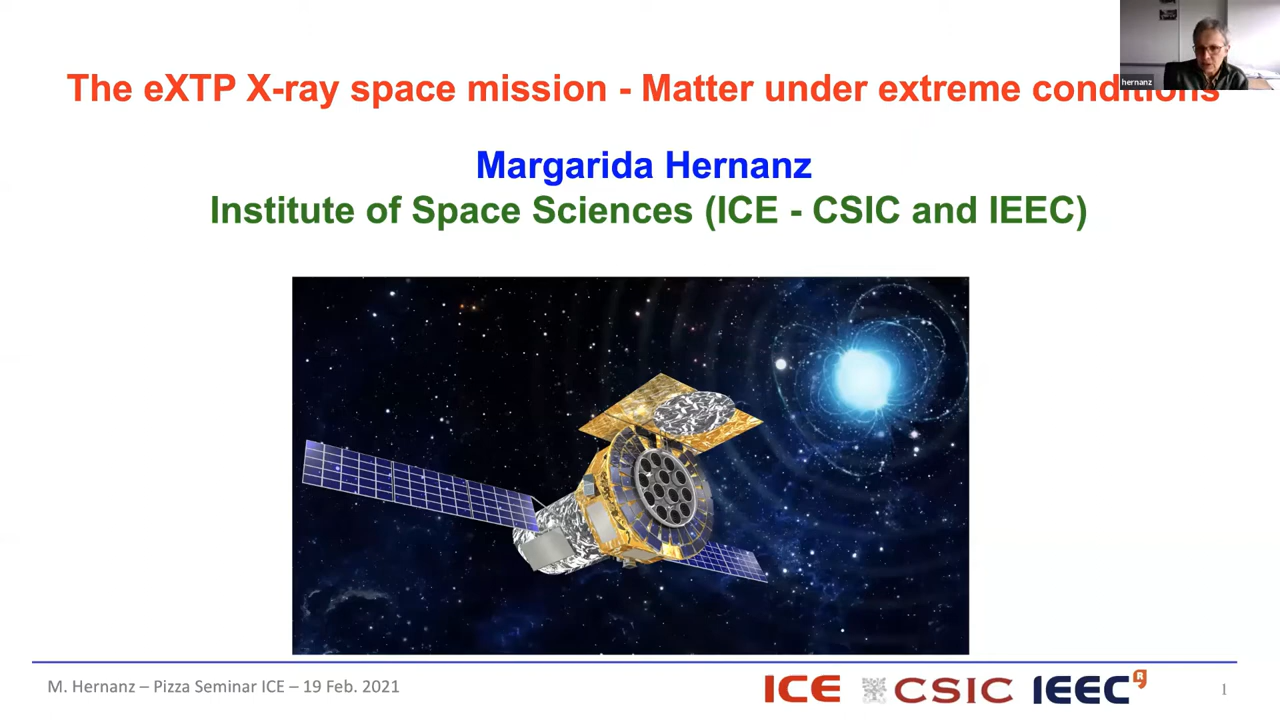 The eXTP X-ray space mission - Matter under extreme conditions
hernanz
Margarida Hernanz
Institute of Space Sciences (ICE - CSIC and IEEC)
M. Hernanz – Pizza Seminar ICE – 19 Feb. 2021
ICE CSIC IEEC R
1